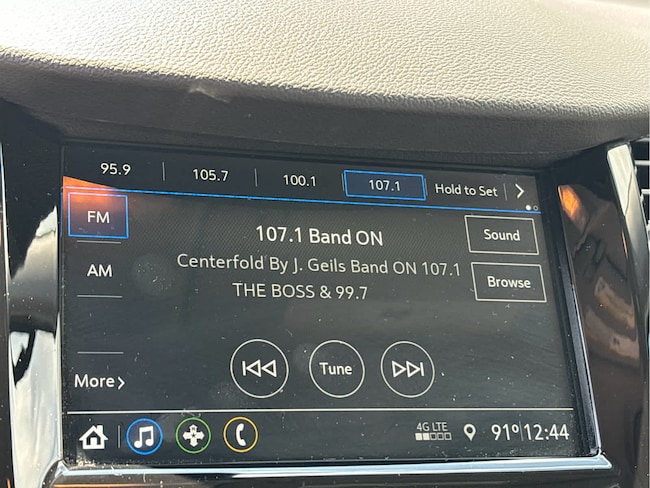 95.9 105.7 100.1 107.1 Hold to Set
FM
107.1 Band ON
Sound
AM
Centerfold By J. Geils Band ON 107.1
THE BOSS & 99.7
Browse
Tune
More
4G LTE
91° 12:44